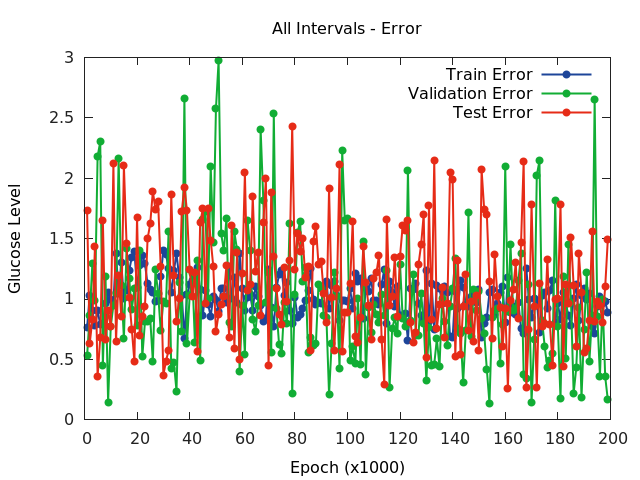 All Intervals - Error
Train Error
Validation Error
Test Error
3
2.5
2
1.5
1
0.5
0
Glucose Level
0 20 40 60 80 100 120 140 160 180 200
Epoch (x1000)